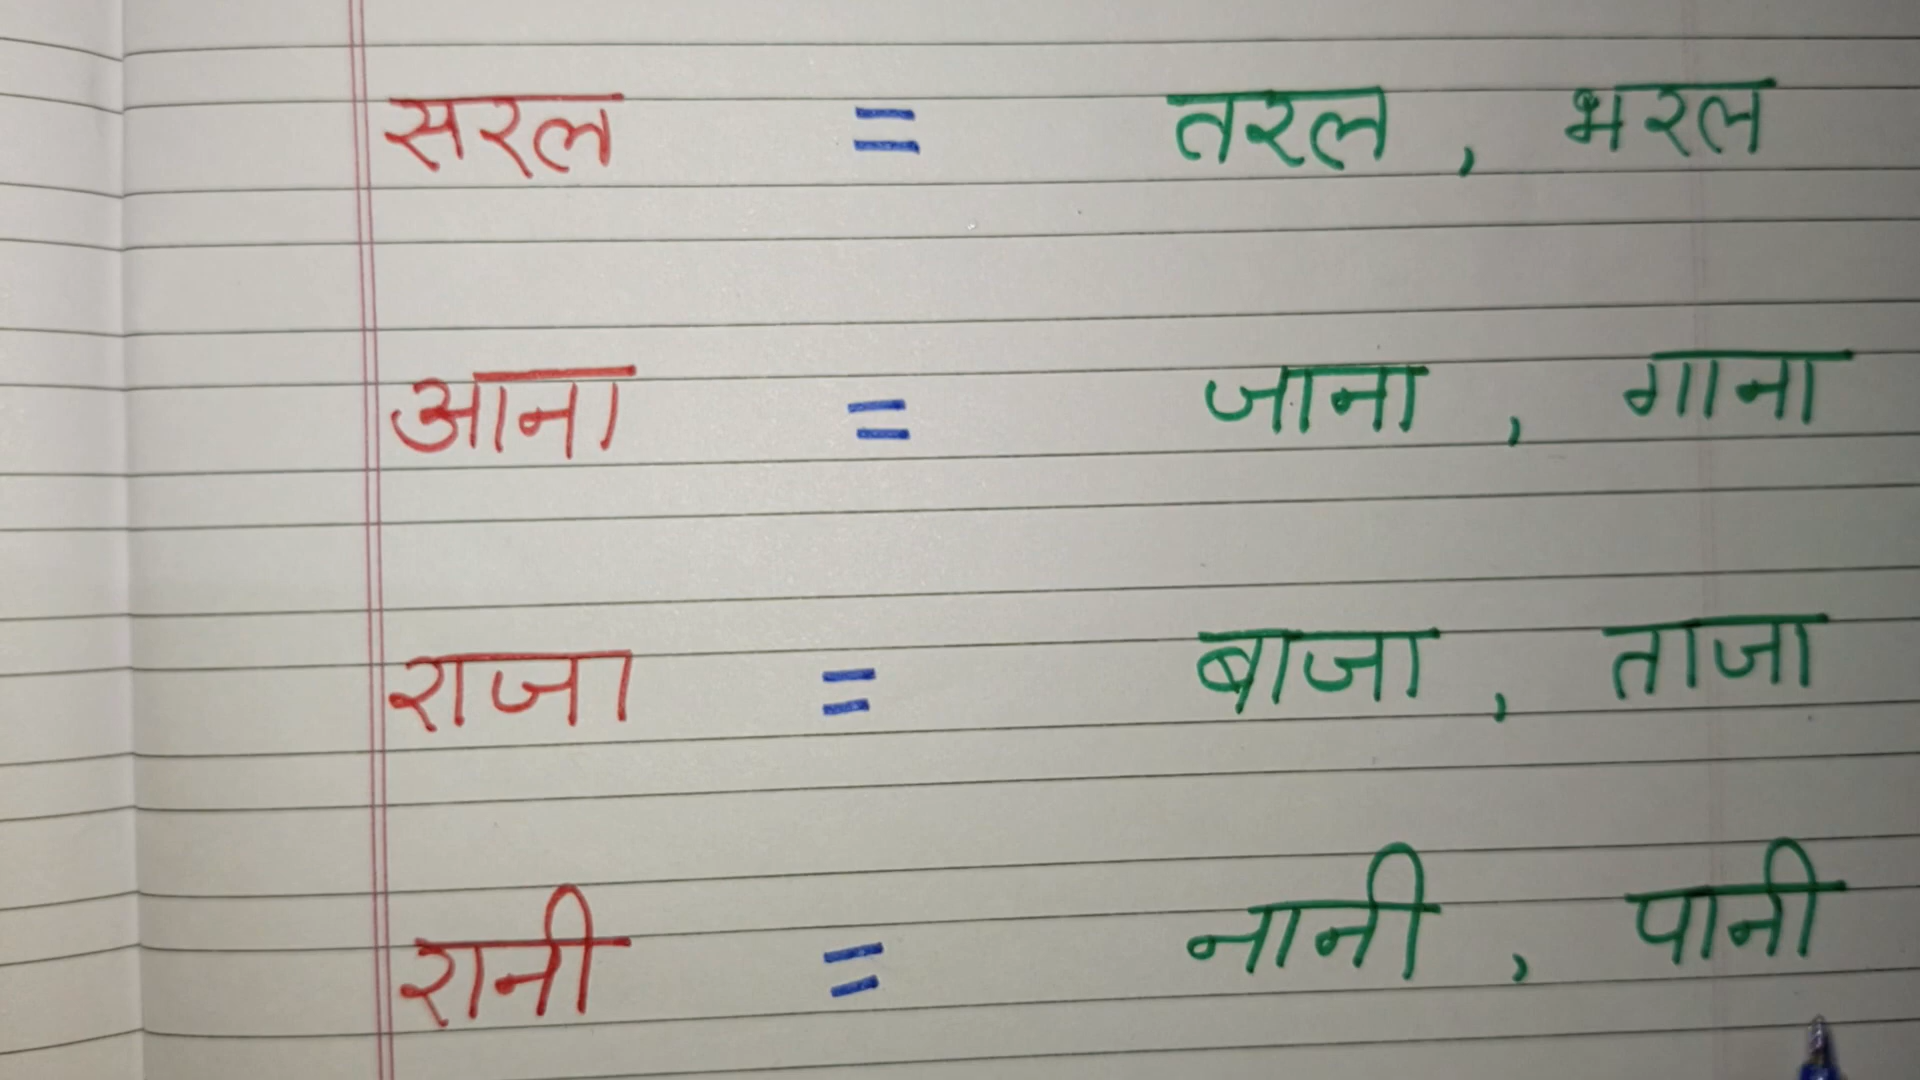 सरल = तरल , भरल
आना = जाना , गाना
राजा = बाजा , ताजा
रानी = नानी , पानी